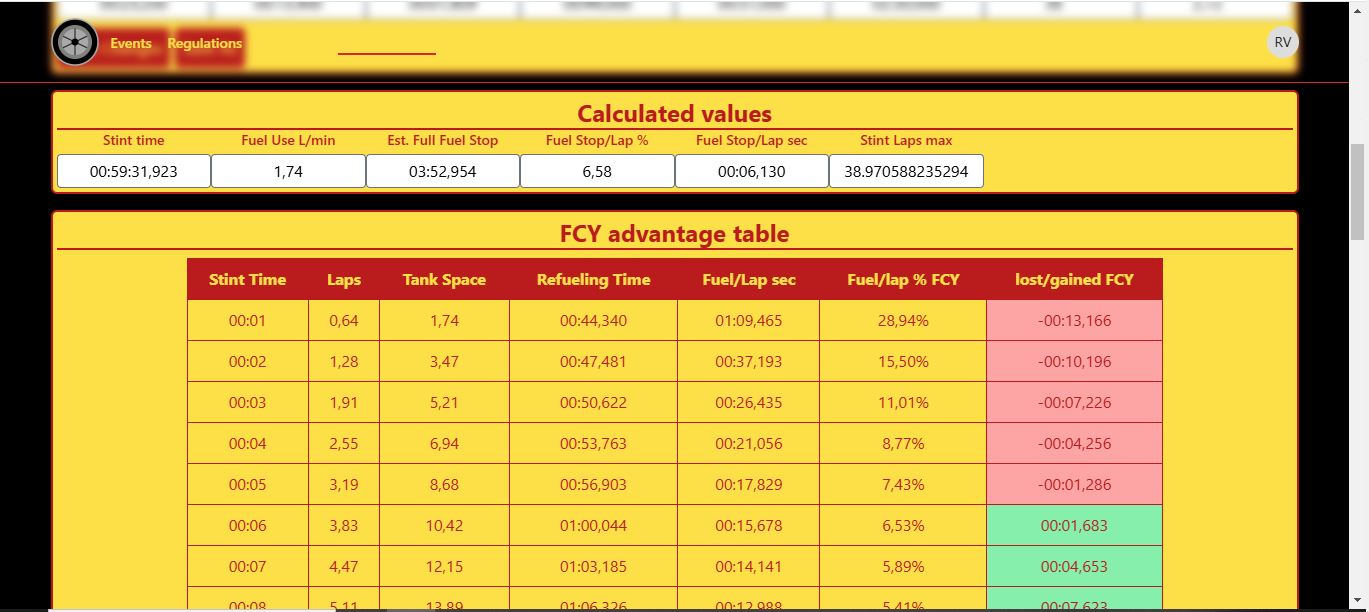 Events Regulations RV
Calculated values
Stint time Fuel Use L/min Est. Full Fuel Stop Fuel Stop/Lap % Fuel Stop/Lap sec Stint Laps max
00:59:31,923 1,74 03:52,954 6,58 00:06,130 38.970588235294
FCY advantage table
Stint Time Laps Tank Space Refueling Time Fuel/Lap sec Fuel/lap % FCY lost/gained FCY
00:01 0,64 1,74 00:44,340 01:09,465 28,94% -00:13,166
00:02 1,28 3,47 00:47,481 00:37,193 15,50% -00:10,196
00:03 1,91 5,21 00:50,622 00:26,435 11,01% -00:07,226
00:04 2,55 6,94 00:53,763 00:21,056 8,77% -00:04,256
00:05 3,19 8,68 00:56,903 00:17,829 7,43% -00:01,286
00:06 3,83 10,42 01:00,044 00:15,678 6,53% 00:01,683
00:07 4,47 12,15 01:03,185 00:14,141 5,89% 00:04,653
00:08 5,11 13,89 01:06,326 00:12,988 5,41% 00:07,623